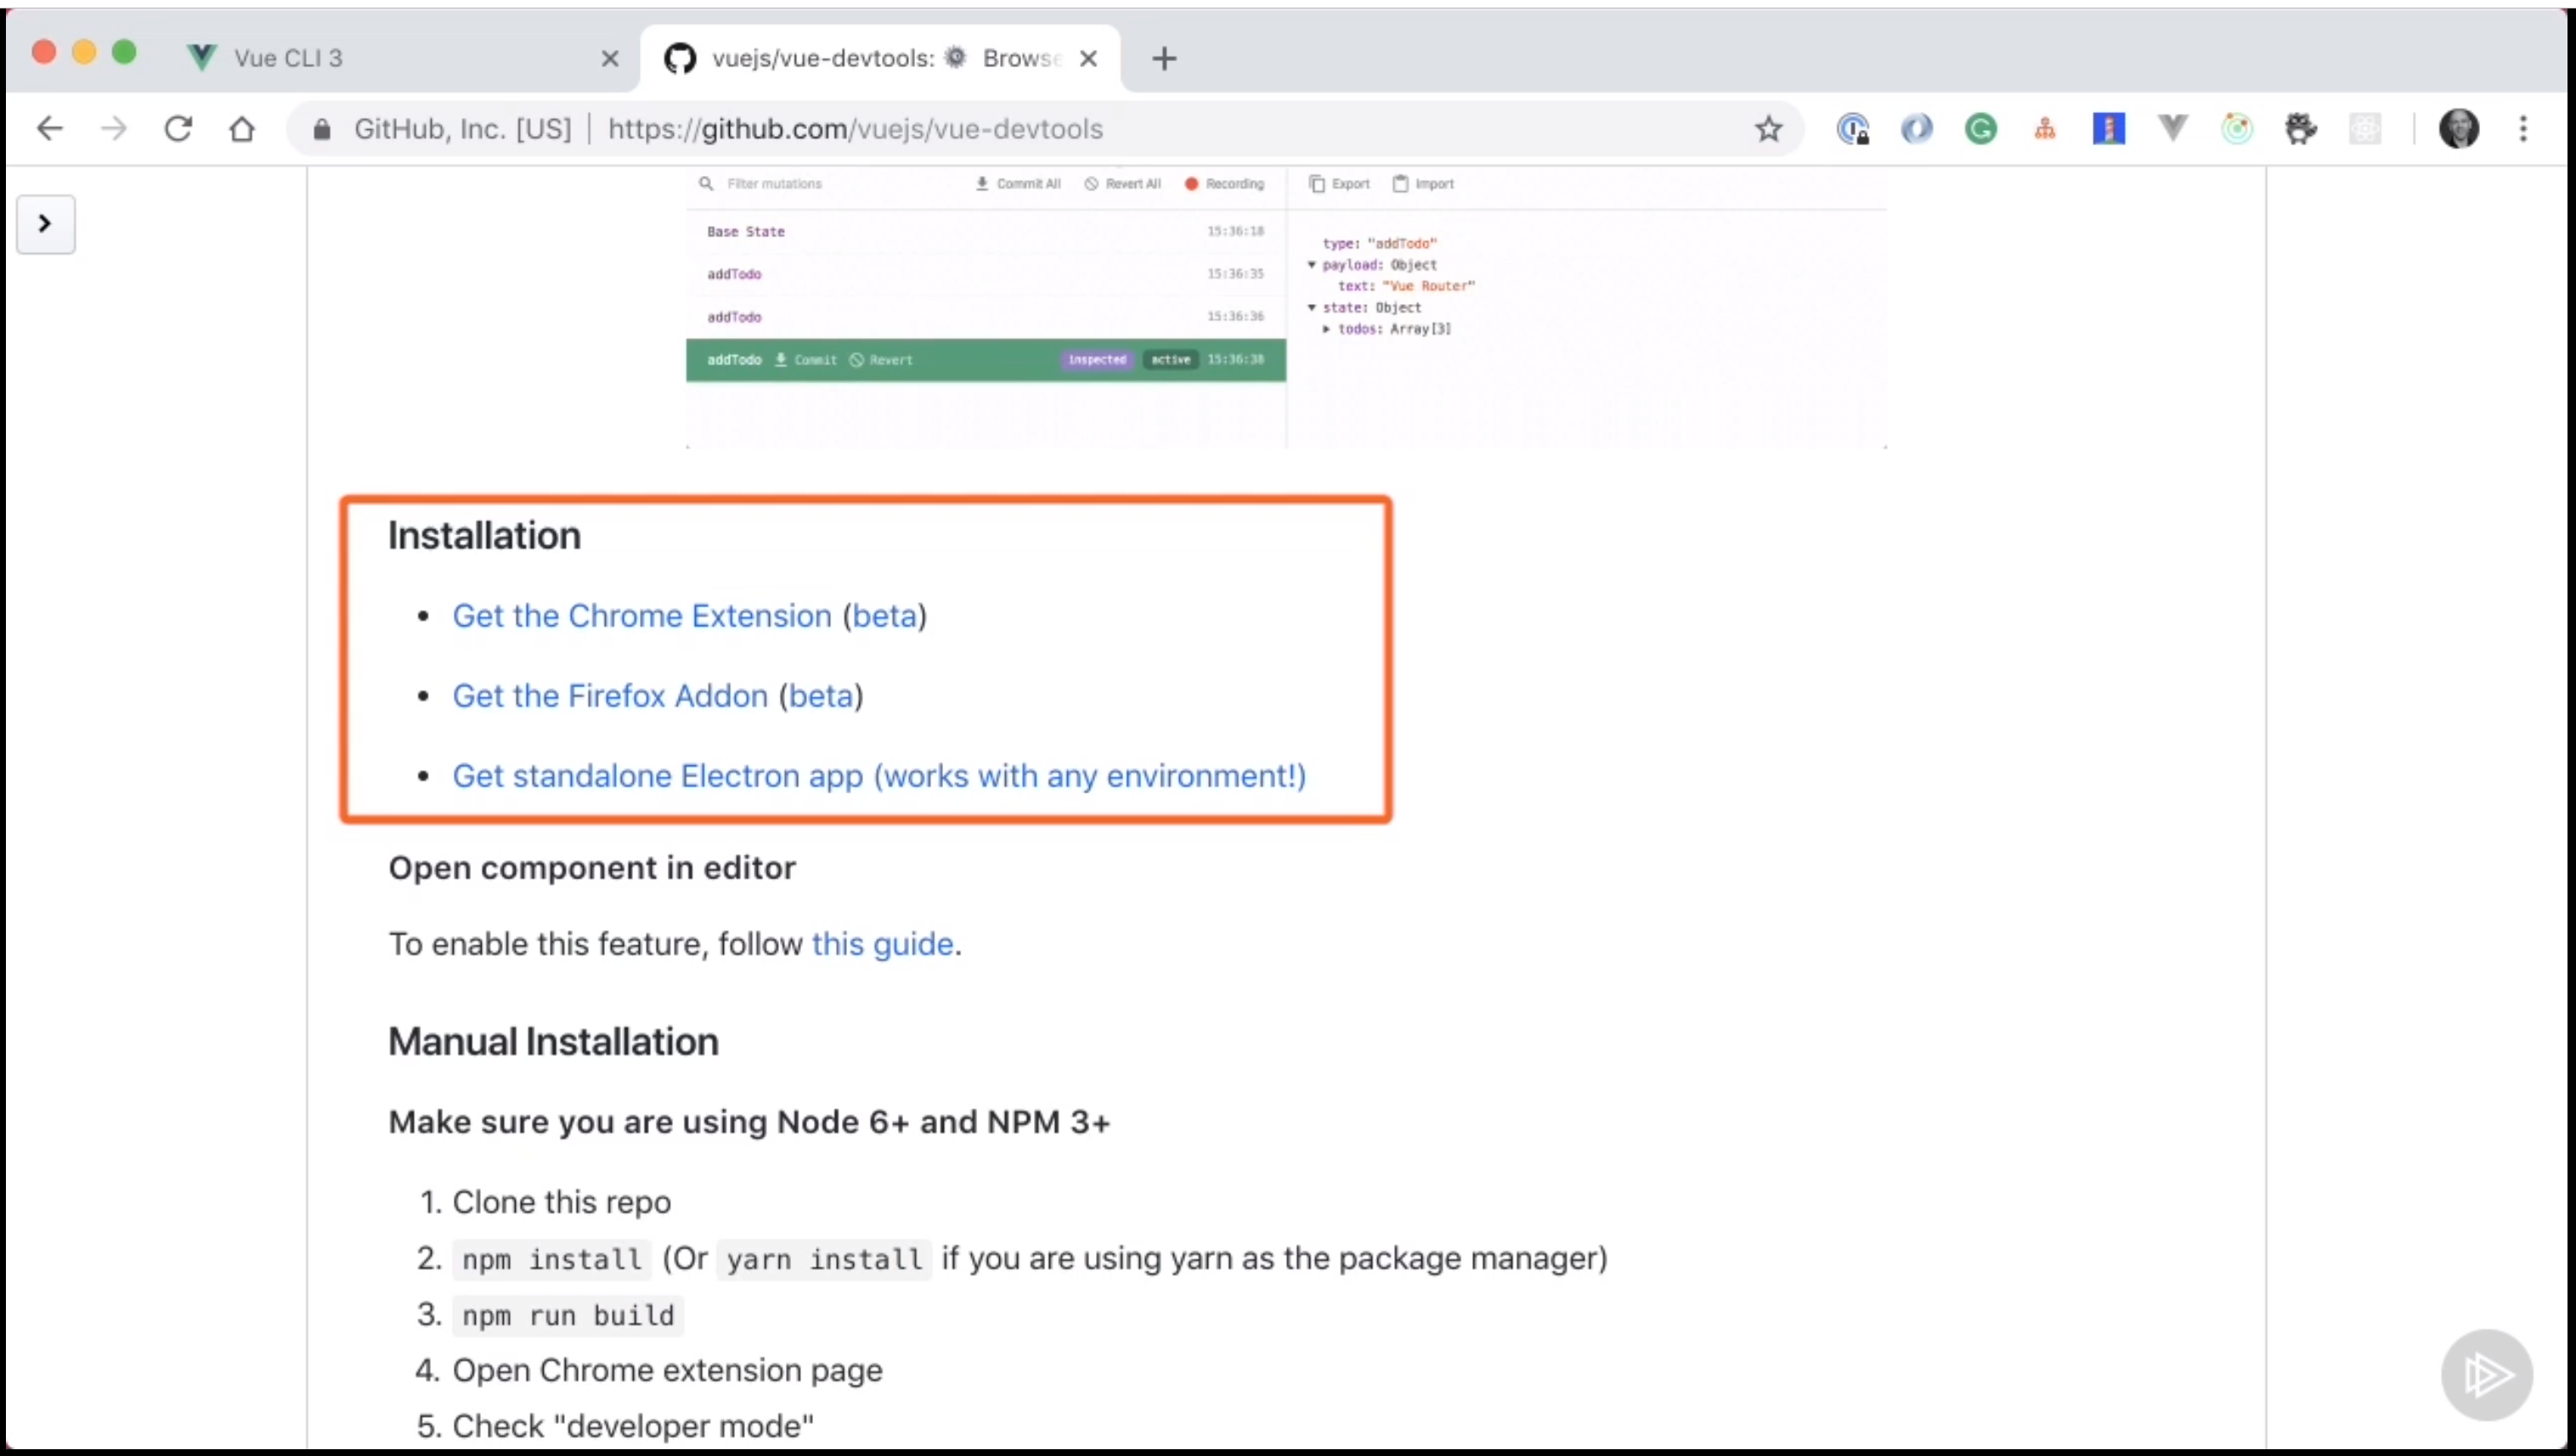 Vue CLI 3
vuejs/vue-devtools: Browse
GitHub, Inc. [US] | https://github.com/vuejs/vue-devtools
Filter mutations Commit All Revert All Recording Export Import
Base State 15:36:18
type: "addTodo"
payload: Object
addTodo 15:36:35
text: "Vue Router"
state: Object
addTodo 15:36:36
todos: Array[3]
addTodo Commit Revert inspected active 15:36:38
Installation
• Get the Chrome Extension (beta)
• Get the Firefox Addon (beta)
• Get standalone Electron app (works with any environment!)
Open component in editor
To enable this feature, follow this guide.
Manual Installation
Make sure you are using Node 6+ and NPM 3+
1. Clone this repo
2. npm install (Or yarn install if you are using yarn as the package manager)
3. npm run build
4. Open Chrome extension page
5. Check "developer mode"